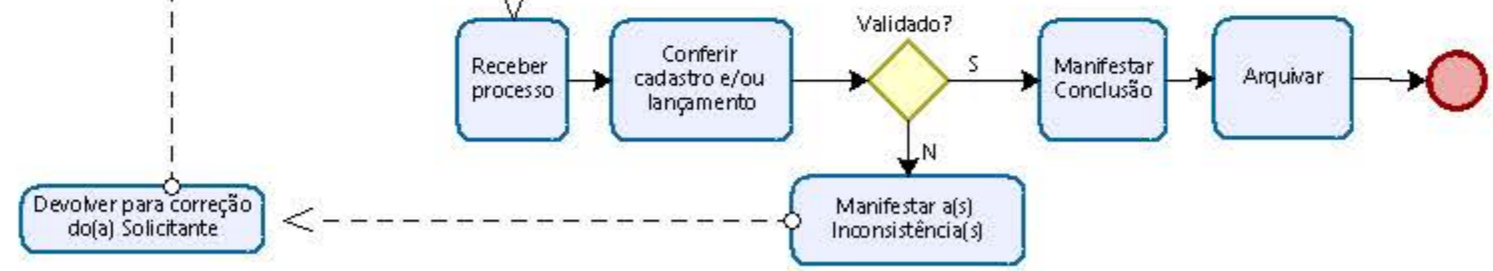 Validado?
Receber
processo
Conferir
cadastro e/ou
lançamento
S
Manifestar
Conclusão
Arquivar
N
Devolver para correção
do(a) Solicitante
Manifestar a(s)
Inconsistência(s)